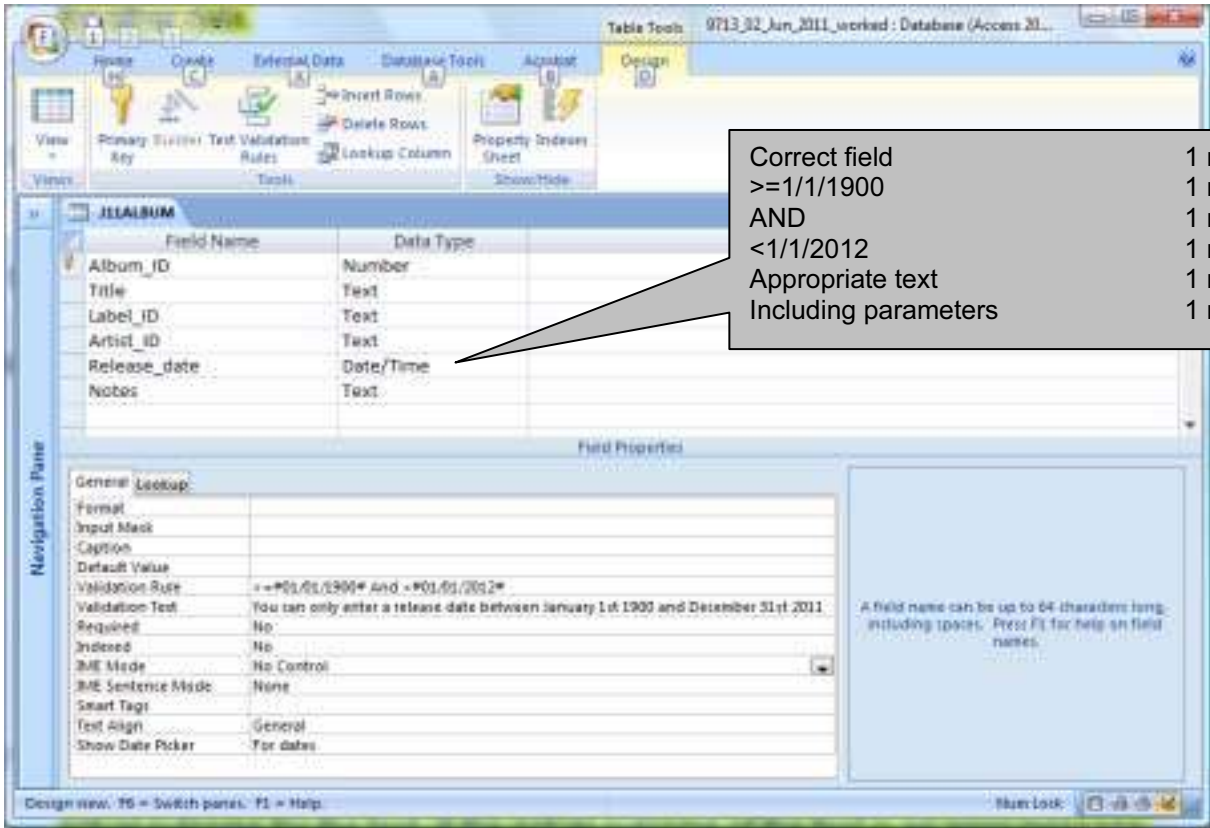 Table Tools
9713_02_Jun_2011_worked : Database (Access 20...
Home Create External Data Database Tools Acrobat Design
View
Primary Key
Builder
Test Validation Rules
Insert Rows
Delete Rows
Lookup Column
Property Sheet
Indexes
Views Tools Show/Hide
Correct field 1
>=1/1/1900 1
AND 1
<1/1/2012 1
Appropriate text 1
Including parameters 1
J11ALBUM
Field Name Data Type
Album_ID Number
Title Text
Label_ID Text
Artist_ID Text
Release_date Date/Time
Notes Text
Navigation Pane
Field Properties
General Lookup
Format
Input Mask
Caption
Default Value
Validation Rule >=#01/01/1900# And <#01/01/2012#
Validation Text You can only enter a release date between January 1st 1900 and December 31st 2011
Required No
Indexed No
IME Mode No Control
IME Sentence Mode None
Smart Tags
Text Align General
Show Date Picker For dates
A field name can be up to 64 characters long,
including spaces. Press F1 for help on field
names.
Design view. F6 = Switch panes. F1 = Help.
Num Lock